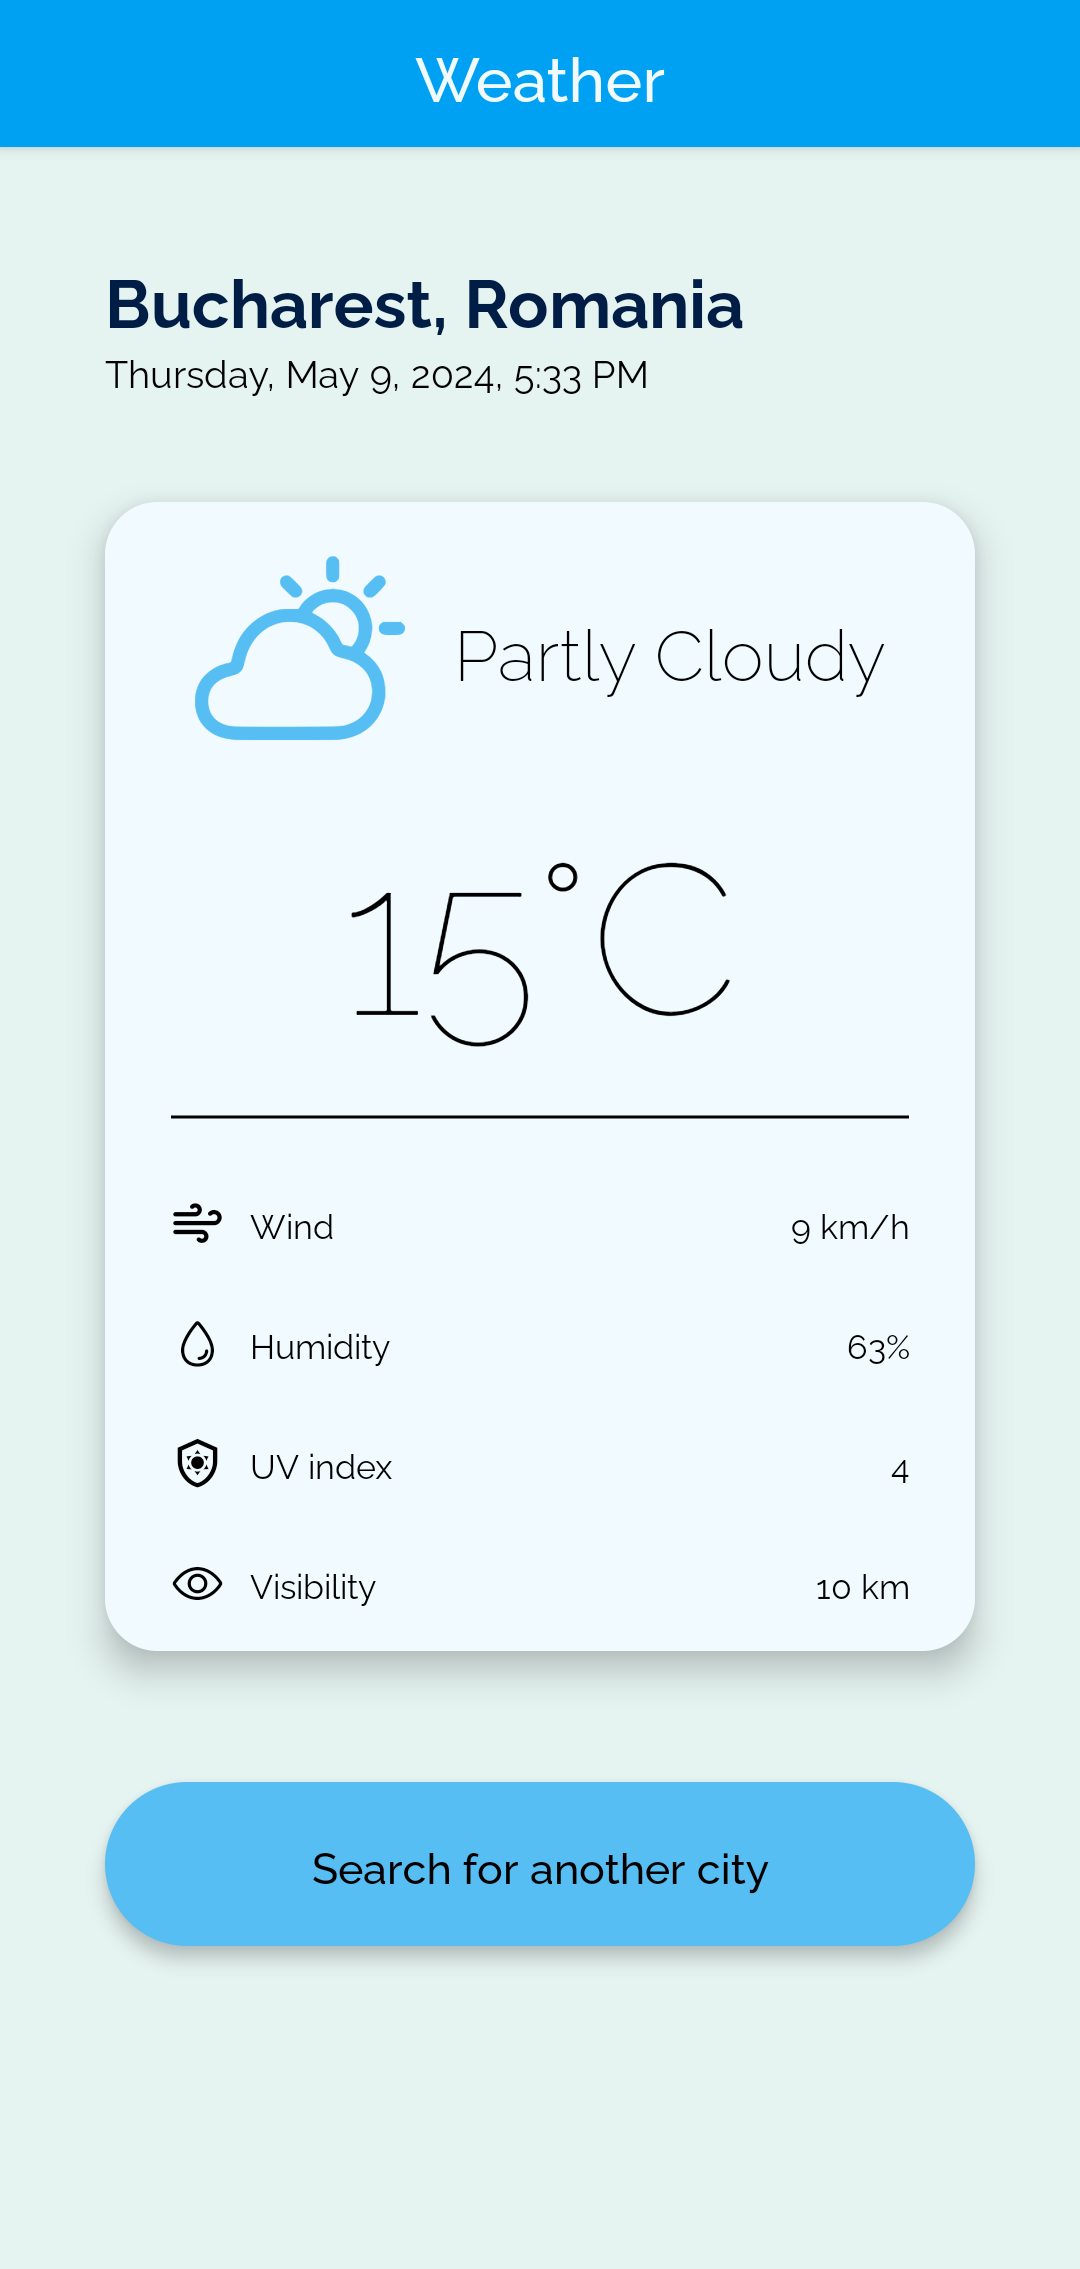 Weather
Bucharest, Romania
Thursday, May 9, 2024, 5:33 PM
Partly Cloudy
15°C
Wind 9 km/h
Humidity 63%
UV index 4
Visibility 10 km
Search for another city